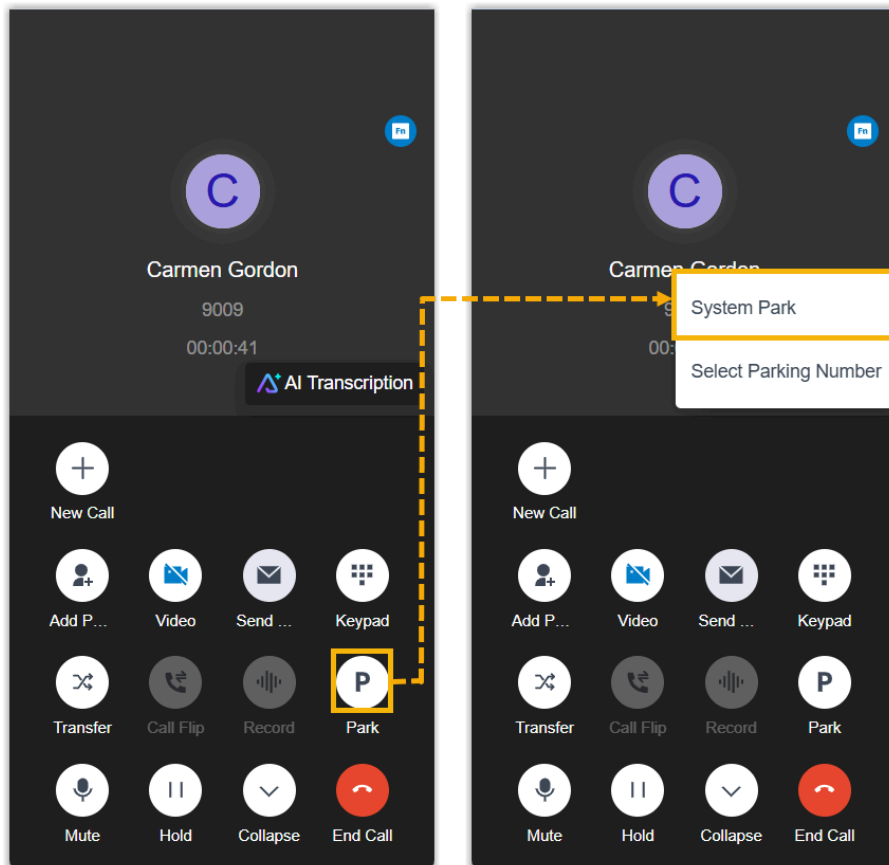 Fn
C
Carmen Gordon
9009
00:00:41
AI Transcription
New Call
Add P... Video Send ... Keypad
P
Transfer Call Flip Record Park
Mute Hold Collapse End Call
Fn
C
Carmen
System Park
00:
Select Parking Number
New Call
Add P... Video Send ... Keypad
P
Transfer Call Flip Record Park
Mute Hold Collapse End Call